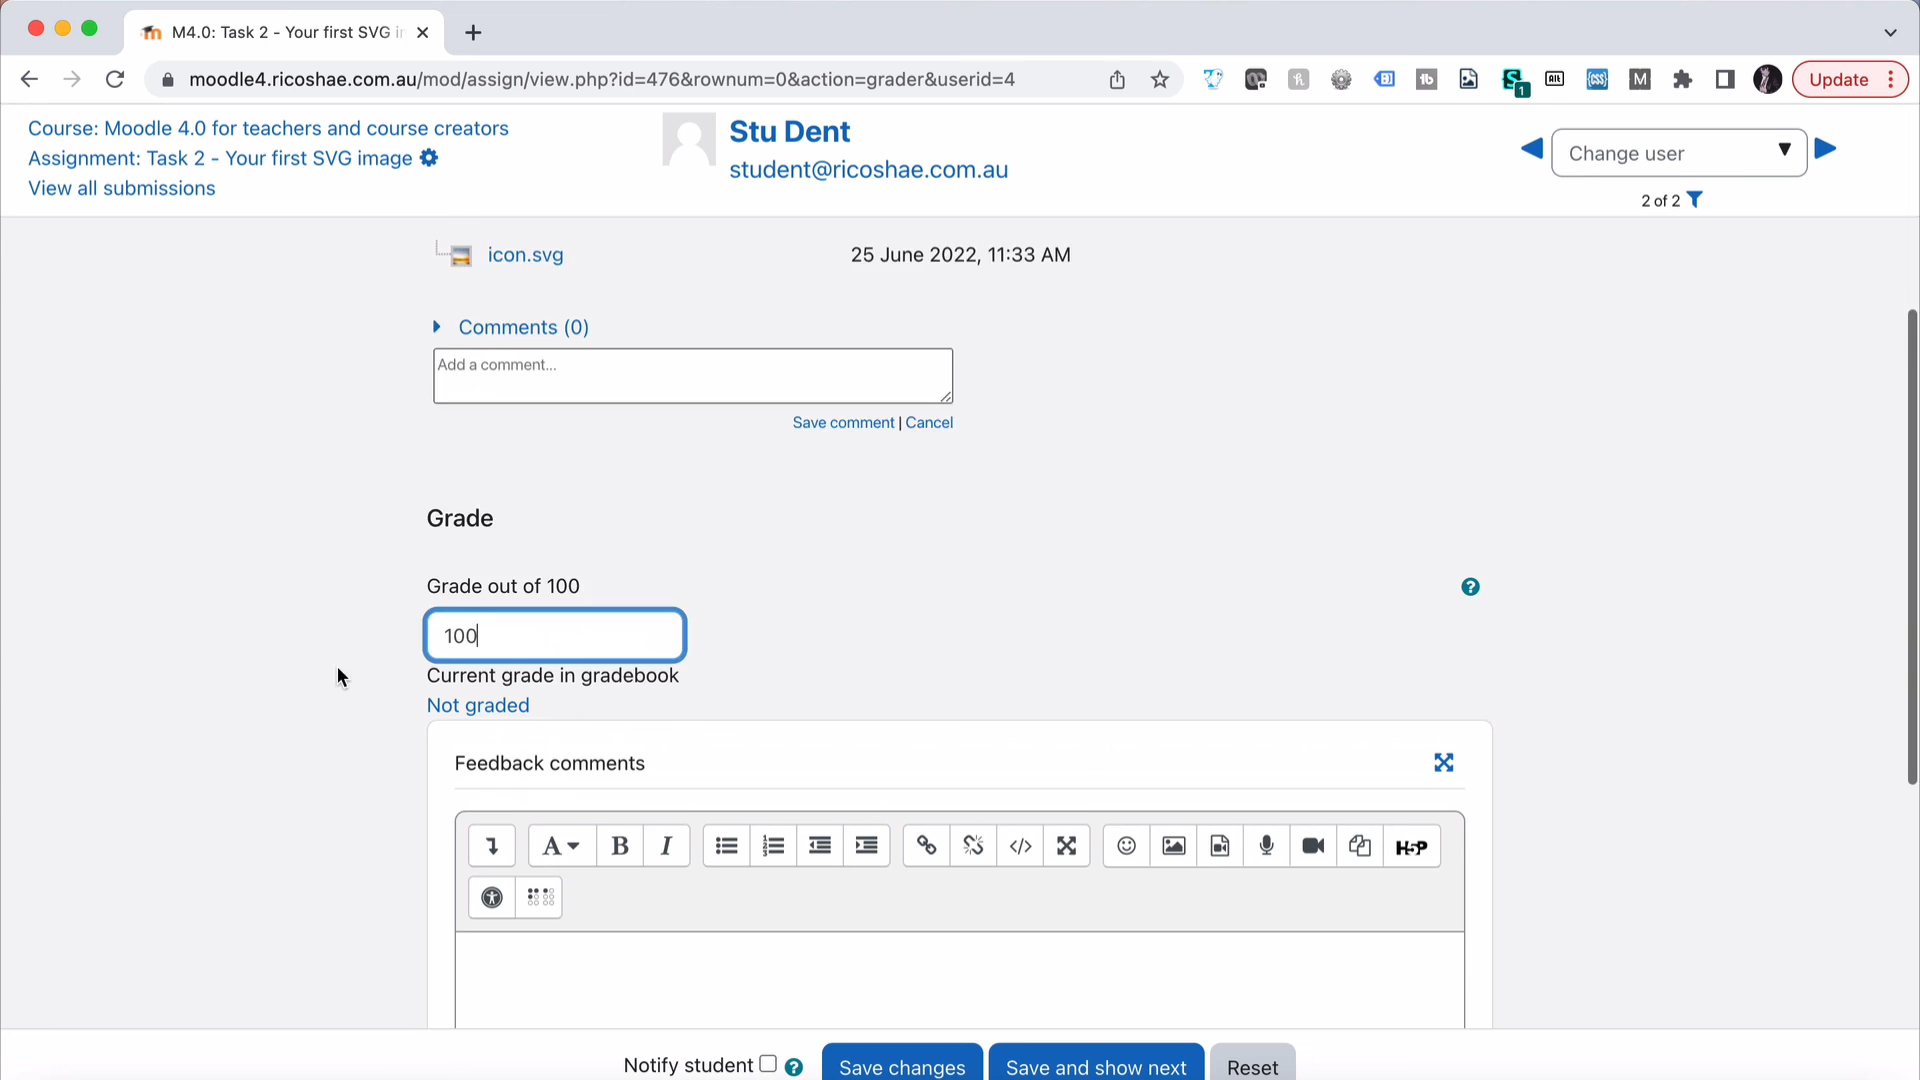 M4.0: Task 2 - Your first SVG i
moodle4.ricoshae.com.au/mod/assign/view.php?id=476&rownum=0&action=grader&userid=4
Update
Course: Moodle 4.0 for teachers and course creators
Assignment: Task 2 - Your first SVG image
View all submissions
Stu Dent
student@ricoshae.com.au
Change user
2 of 2
icon.svg 25 June 2022, 11:33 AM
Comments (0)
Add a comment...
Save comment | Cancel
Grade
Grade out of 100
100
Current grade in gradebook
Not graded
Feedback comments
A B I H5P
Notify student Save changes Save and show next Reset